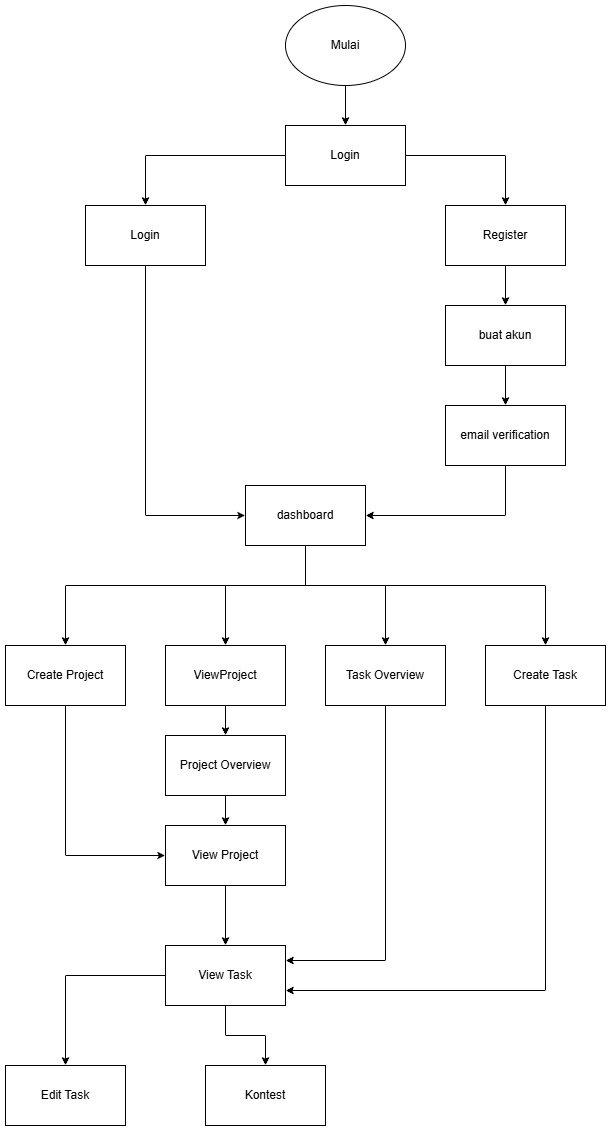 Mulai
Login
Login
Register
buat akun
email verification
dashboard
Create Project
ViewProject
Task Overview
Create Task
Project Overview
View Project
View Task
Edit Task
Kontest